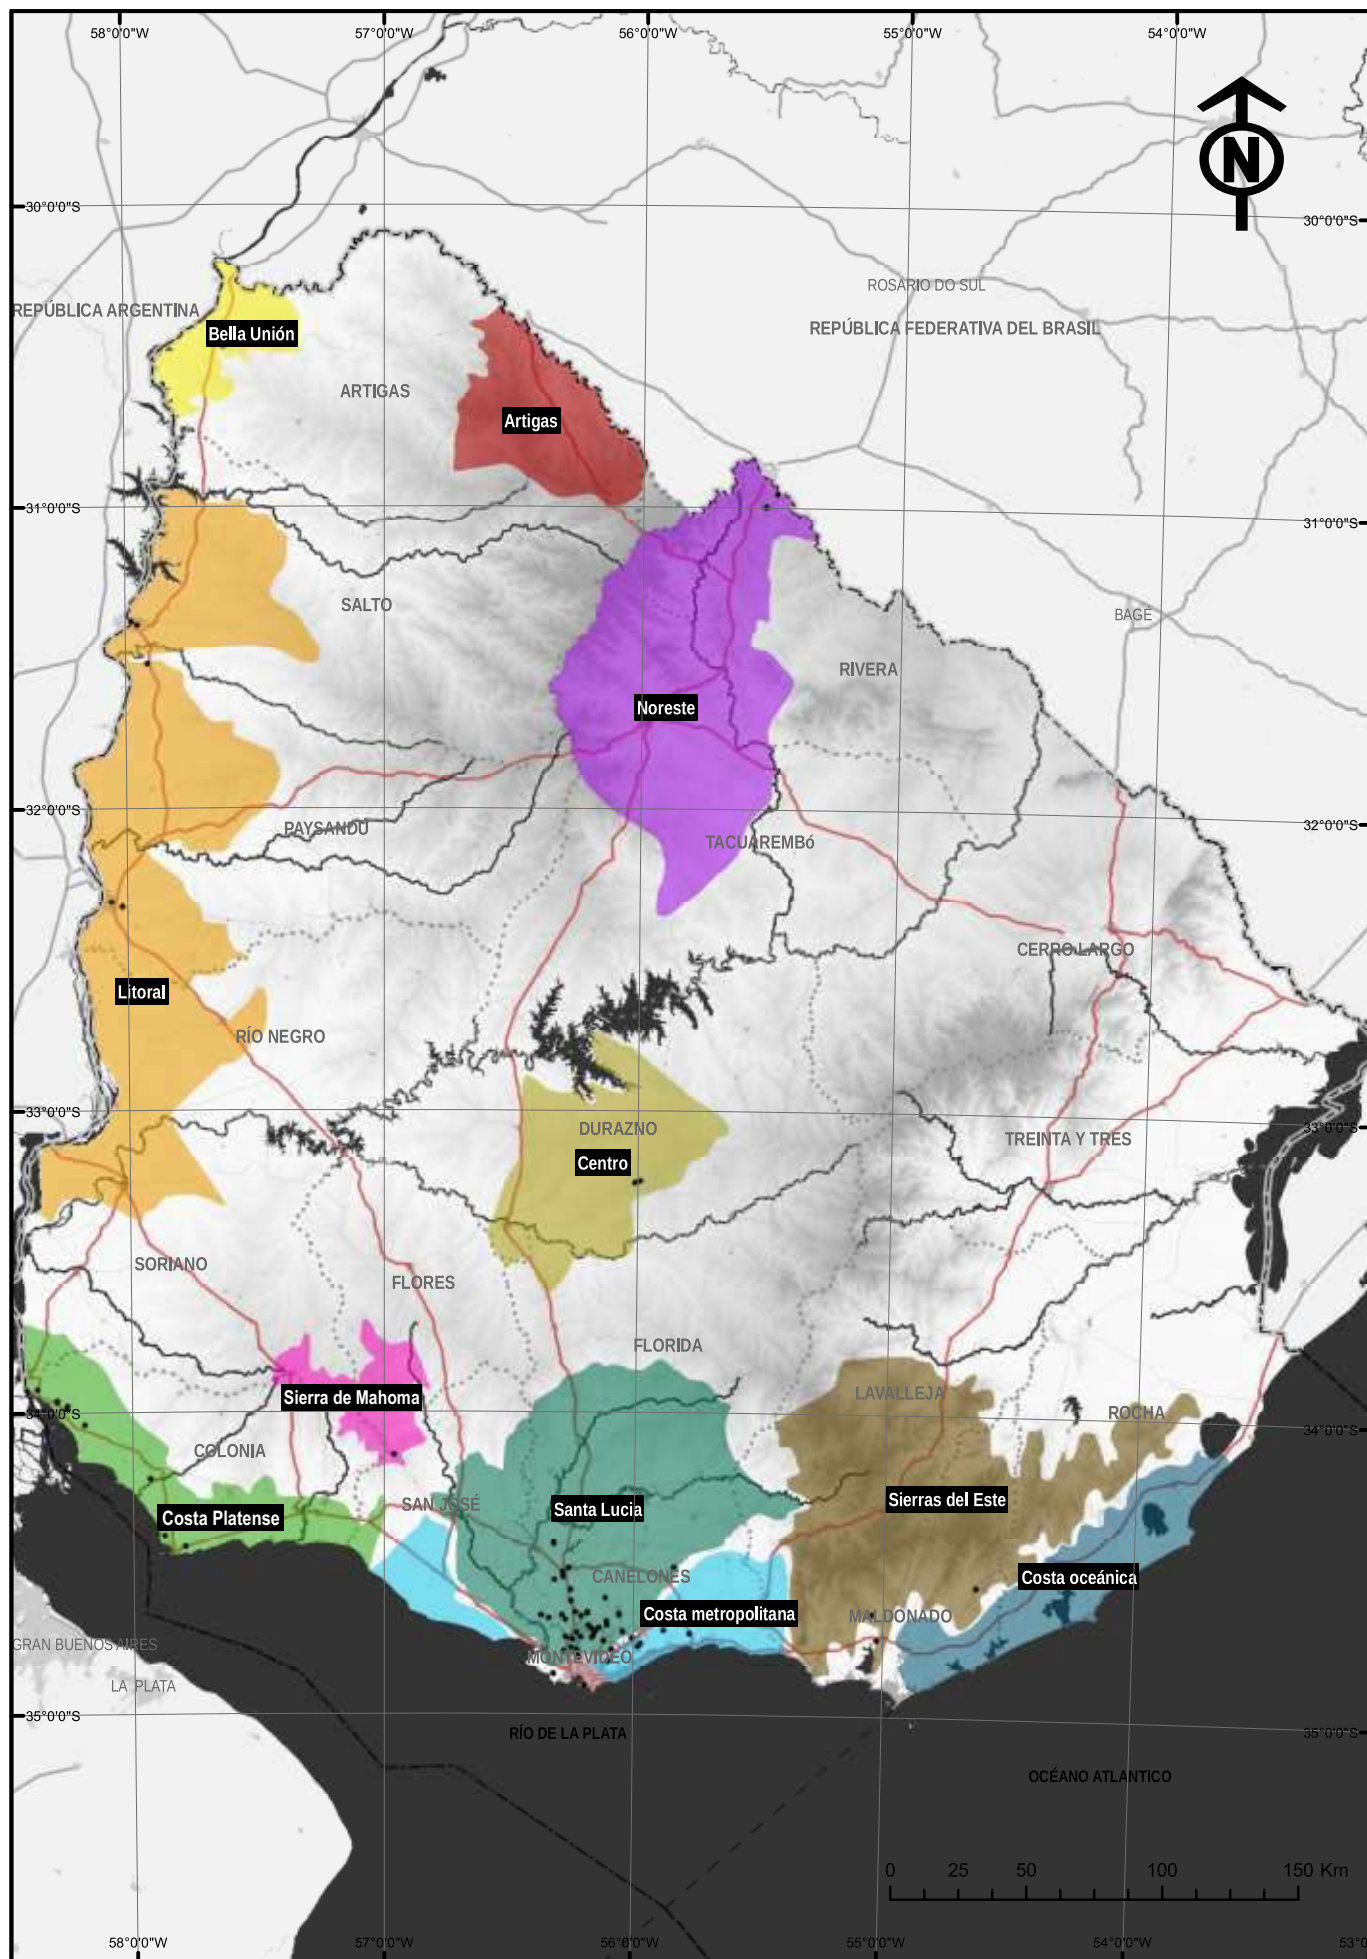 58°0'0"W
57°0'0"W
56°0'0"W
55°0'0"W
54°0'0"W
N
30°0'0"S
30°0'0"S
ROSARIO DO SUL
REPÚBLICA ARGENTINA
REPÚBLICA FEDERATIVA DEL BRASIL
Bella Unión
ARTIGAS
Artigas
31°0'0"S
31°0'0"S
SALTO
BAGÉ
RIVERA
Noreste
32°0'0"S
32°0'0"S
PAYSANDÚ
TACUAREMBó
CERRO LARGO
Litoral
RÍO NEGRO
33°0'0"S
33°0'0"S
DURAZNO
TREINTA Y TRES
Centro
SORIANO
FLORES
FLORIDA
LAVALLEJA
Sierra de Mahoma
ROCHA
34°0'0"S
34°0'0"S
COLONIA
SAN JOSÉ
Santa Lucia
Sierras del Este
Costa Platense
CANELONES
Costa oceánica
Costa metropolitana
MALDONADO
GRAN BUENOS AIRES
MONTEVIDEO
LA PLATA
35°0'0"S
35°0'0"S
RÍO DE LA PLATA
OCÉANO ATLANTICO
0 25 50 100 150 Km
58°0'0"W
57°0'0"W
56°0'0"W
55°0'0"W
54°0'0"W
53°0